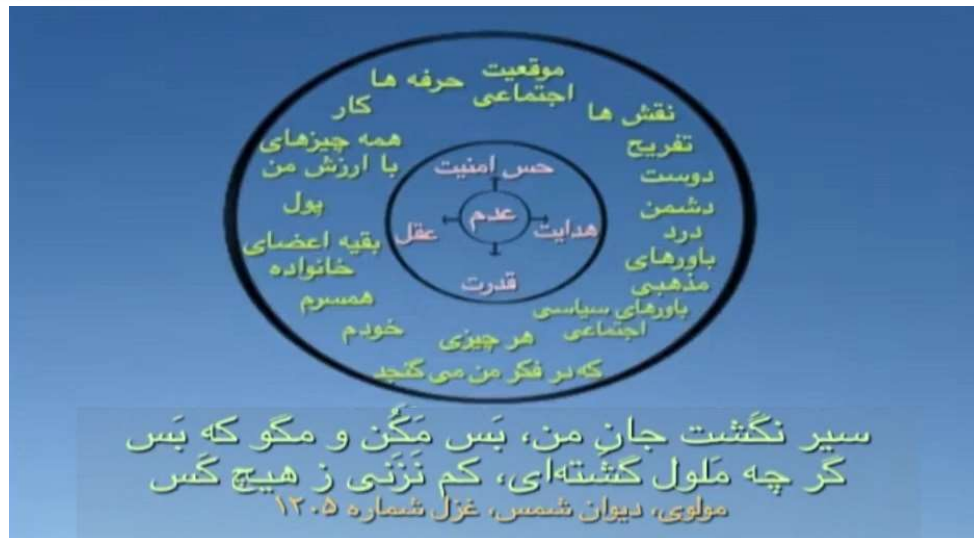 موقعیت
اجتماعی
حرفه ها
کار
همه چیزهای
با ارزش من
پول
بقیه اعضای
خانواده
همسرم
خودم
هر چیزی
که در فکر من می گنجد
باورهای سیاسی
اجتماعی
باورهای
مذهبی
درد
دشمن
دوست
تفریح
نقش ها
حس امنیت
عدم
هدایت
عقل
قدرت
سیر نگشت جانِ من، بَس مَکُن و مگو که بَس
گر چه مَلول گشته‌ای، کم نَزَنی ز هیچ کَس
مولوی، دیوان شمس، غزل شماره ۱۲۰۵